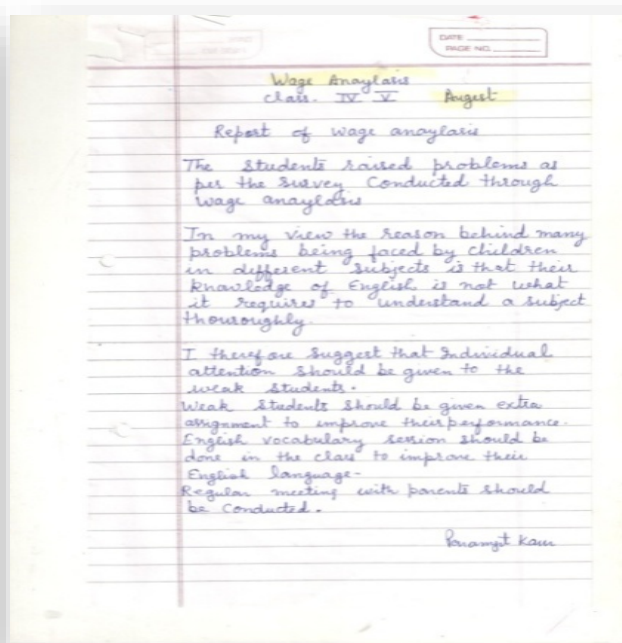 DATE
PAGE NO.
Wage Anaylasis
Class. IV V Augest
Report of wage anaylasis
The Students raised problems as
per the Survey Conducted through
wage anaylasis
In my view the reason behind many
problems being faced by children
in different subjects is that their
knowledge of English is not what
it requires to understand a subject
thouroughly.
I therefore Suggest that Individual
attention should be given to the
weak students.
Weak Students should be given extra
assignment to improve their performance.
English vocabulary session should be
done in the class to improve their
English language-
Regular meeting with parents should
be conducted.
Kaur